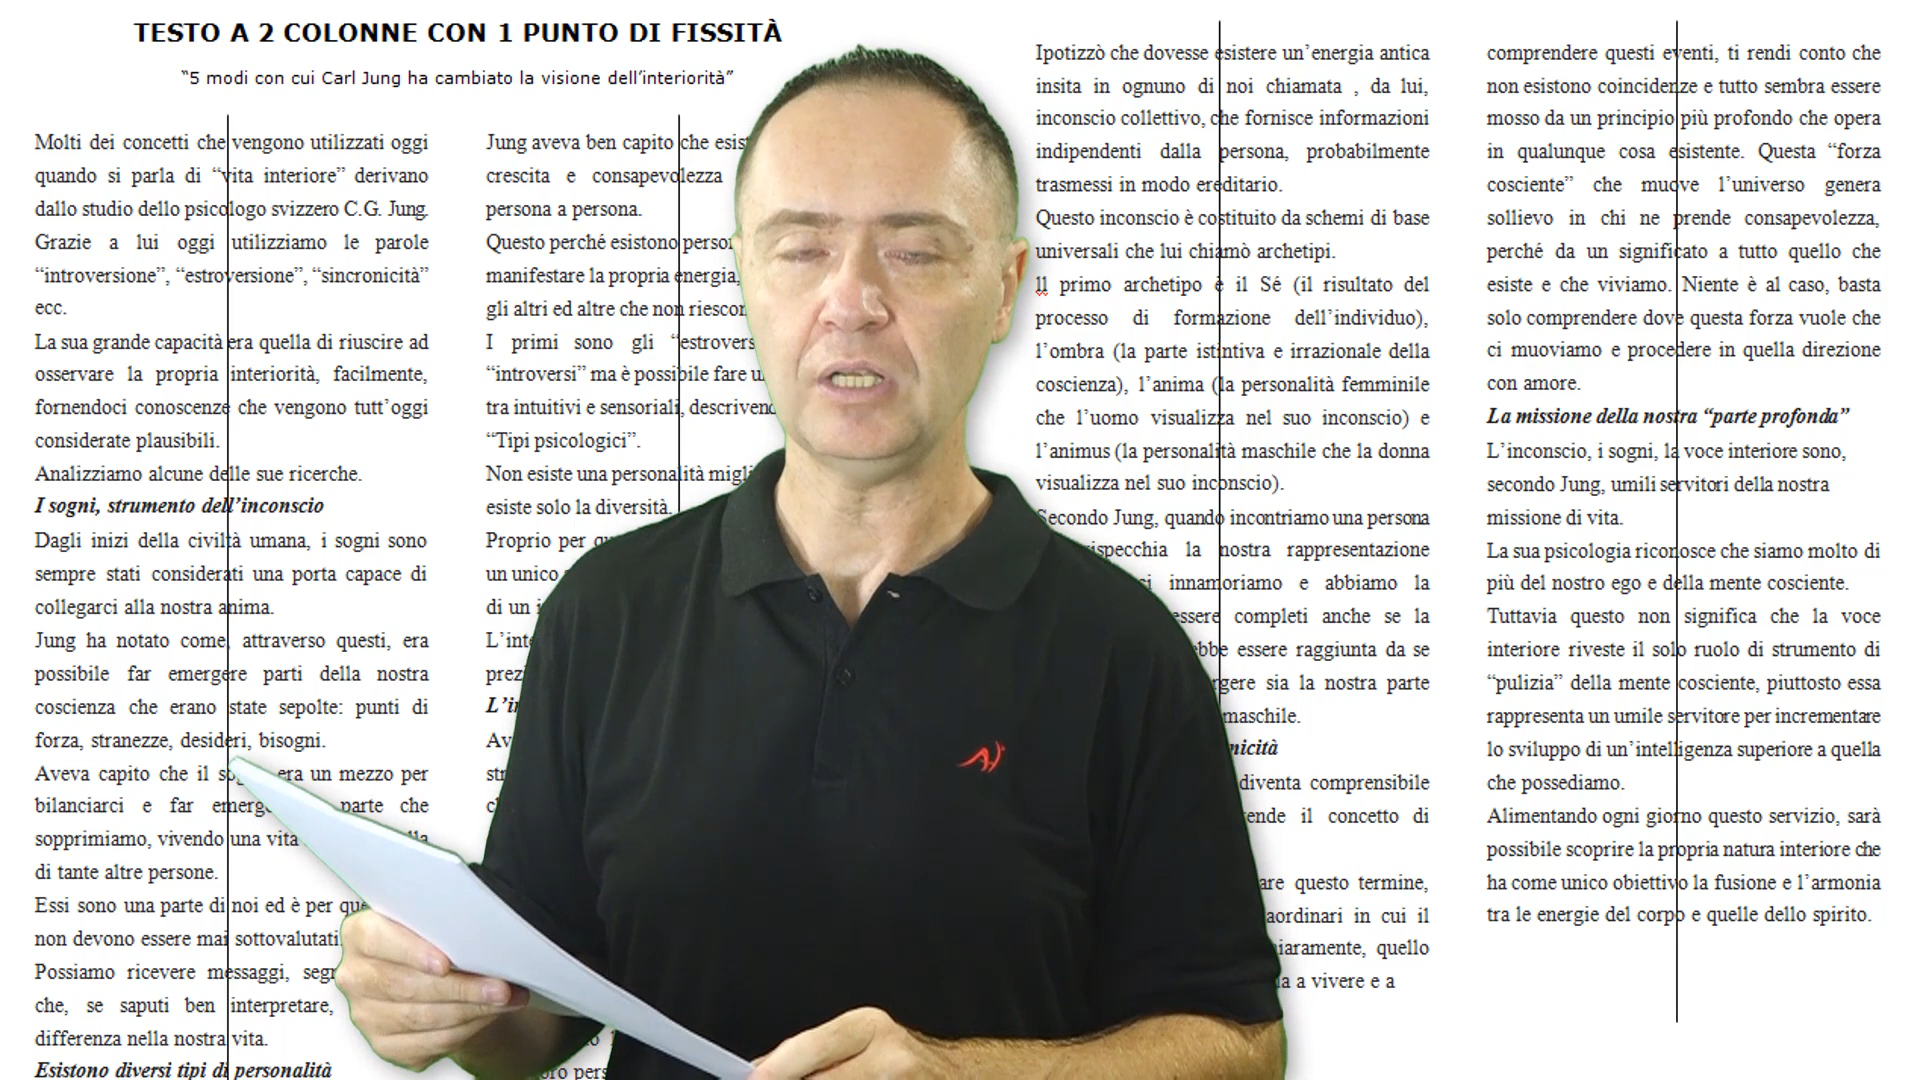 TESTO A 2 COLONNE CON 1 PUNTO DI FISSITÀ
“5 modi con cui Carl Jung ha cambiato la visione dell’interiorità”
Molti dei concetti che vengono utilizzati oggi
quando si parla di “vita interiore” derivano
dallo studio dello psicologo svizzero C.G. Jung.
Grazie a lui oggi utilizziamo le parole
“introversione”, “estroversione”, “sincronicità”
ecc.
La sua grande capacità era quella di riuscire ad
osservare la propria interiorità, facilmente,
fornendoci conoscenze che vengono tutt’oggi
considerate plausibili.
Analizziamo alcune delle sue ricerche.
I sogni, strumento dell’inconscio
Dagli inizi della civiltà umana, i sogni sono
sempre stati considerati una porta capace di
collegarci alla nostra anima.
Jung ha notato come, attraverso questi, era
possibile far emergere parti della nostra
coscienza che erano state sepolte: punti di
forza, stranezze, desideri, bisogni.
Aveva capito che il era un mezzo per
bilanciarci e far parte che
sopprimiamo, vivendo una vita
di tante altre persone.
Essi sono una parte di noi ed è per
non devono essere mai sottovalutati
Possiamo ricevere messaggi,
che, se saputi ben interpretare,
differenza nella nostra vita.
Esistono diversi tipi di personalità
Jung aveva ben capito che
crescita e consapevolezza
persona a persona.
Questo perché esistono
manifestare la propria energia,
gli altri ed altre che non
I primi sono gli
“introversi” ma è possibile fare
tra intuitivi e sensoriali,
“Tipi psicologici”.
Non esiste una personalità
esiste solo la diversità.
Proprio per
un unico
di un
Ipotizzò che dovesse esistere un’energia antica
insita in ognuno di noi chiamata , da lui,
inconscio collettivo, che fornisce informazioni
indipendenti dalla persona, probabilmente
trasmessi in modo ereditario.
Questo inconscio è costituito da schemi di base
universali che lui chiamò archetipi.
ll primo archetipo è il Sé (il risultato del
processo di formazione dell’individuo),
l’ombra (la parte istintiva e irrazionale della
coscienza), l’anima (la personalità femminile
che l’uomo visualizza nel suo inconscio) e
l’animus (la personalità maschile che la donna
visualizza nel suo inconscio).
Secondo Jung, quando incontriamo una persona
rispecchia la nostra rappresentazione
si innamoriamo e abbiamo la
essere completi anche se la
essere raggiunta da se
sia la nostra parte
maschile.
diventa comprensibile
il concetto di
questo termine,
in cui il
quello
a vivere e a
comprendere questi eventi, ti rendi conto che
non esistono coincidenze e tutto sembra essere
mosso da un principio più profondo che opera
in qualunque cosa esistente. Questa “forza
cosciente” che muove l’universo genera
sollievo in chi ne prende consapevolezza,
perché da un significato a tutto quello che
esiste e che viviamo. Niente è al caso, basta
solo comprendere dove questa forza vuole che
ci muoviamo e procedere in quella direzione
con amore.
La missione della nostra “parte profonda”
L’inconscio, i sogni, la voce interiore sono,
secondo Jung, umili servitori della nostra
missione di vita.
La sua psicologia riconosce che siamo molto di
più del nostro ego e della mente cosciente.
Tuttavia questo non significa che la voce
interiore riveste il solo ruolo di strumento di
“pulizia” della mente cosciente, piuttosto essa
rappresenta un umile servitore per incrementare
lo sviluppo di un’intelligenza superiore a quella
che possediamo.
Alimentando ogni giorno questo servizio, sarà
possibile scoprire la propria natura interiore che
ha come unico obiettivo la fusione e l’armonia
tra le energie del corpo e quelle dello spirito.